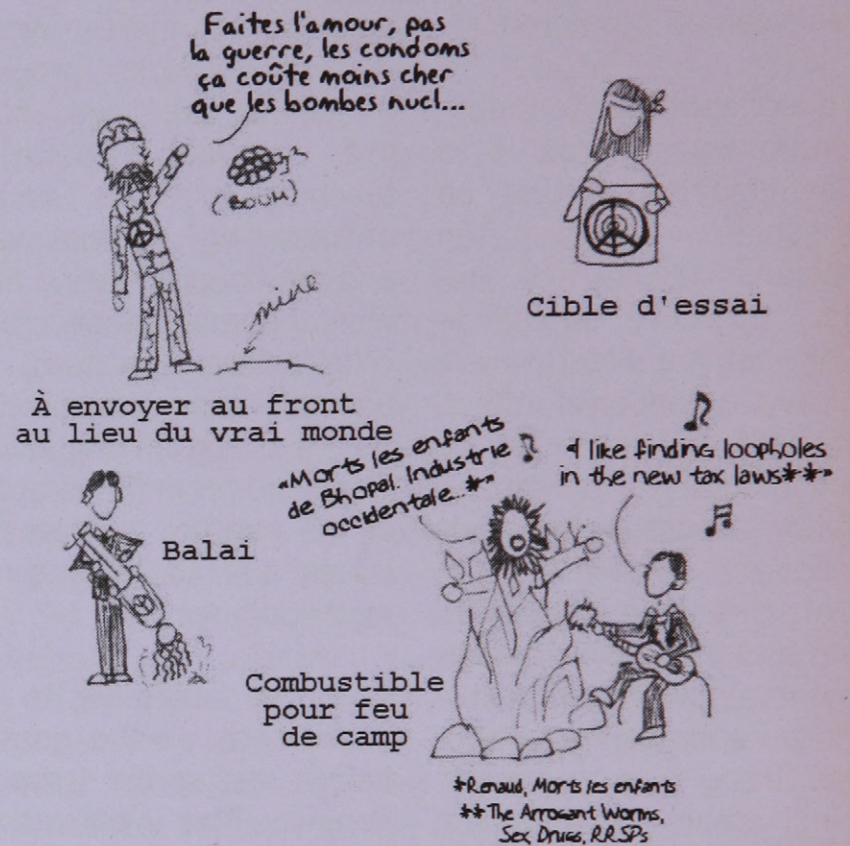 Faites l'amour, pas
la guerre, les condoms
ça coûte moins cher
que les bombes nucl...
(BOUM)
mine
À envoyer au front
au lieu du vrai monde
Cible d'essai
Balai
«Morts les enfants
de Bhopal. Industrie
occidentale...*»
I like finding loopholes
in the new tax laws**»
Combustible
pour feu
de camp
*Renaud, Morts les enfants
**The Arrogant Worms,
Sex, Drugs, RRSPs